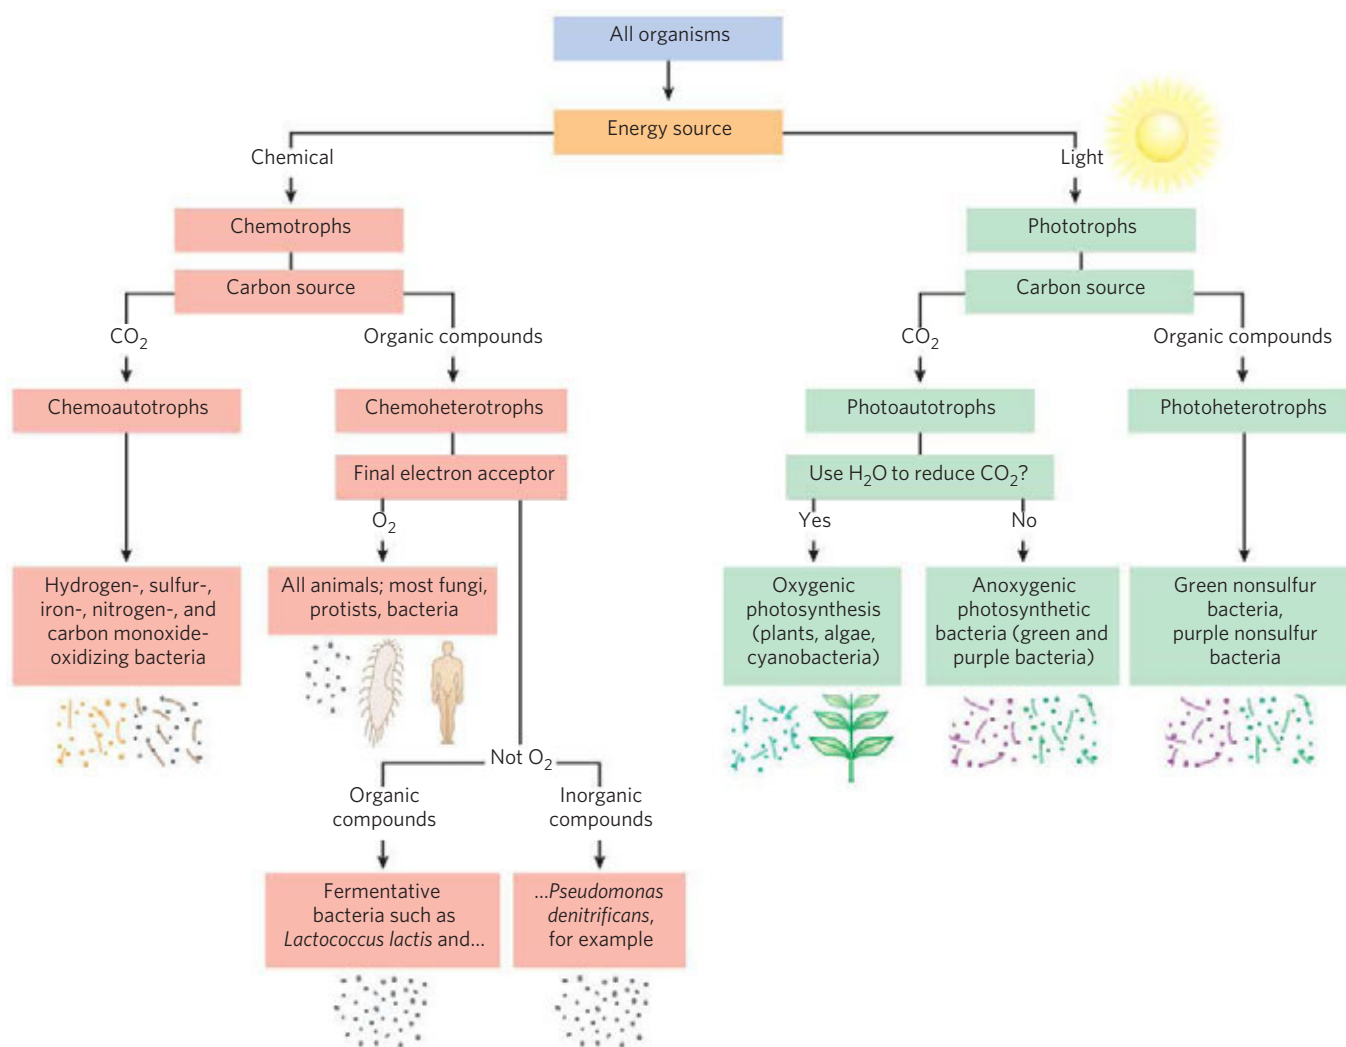 All organisms
Energy source
Chemical
Light
Chemotrophs
Phototrophs
Carbon source
Carbon source
CO₂
Organic compounds
CO₂
Organic compounds
Chemoautotrophs
Chemoheterotrophs
Photoautotrophs
Photoheterotrophs
Final electron acceptor
Use H₂O to reduce CO₂?
O₂
Yes
No
Hydrogen-, sulfur-,
iron-, nitrogen-, and
carbon monoxide-
oxidizing bacteria
All animals; most fungi,
protists, bacteria
Oxygenic
photosynthesis
(plants, algae,
cyanobacteria)
Anoxygenic
photosynthetic
bacteria (green and
purple bacteria)
Green nonsulfur
bacteria,
purple nonsulfur
bacteria
Not O₂
Organic
compounds
Inorganic
compounds
Fermentative
bacteria such as
Lactococcus lactis and...
...Pseudomonas
denitrificans,
for example